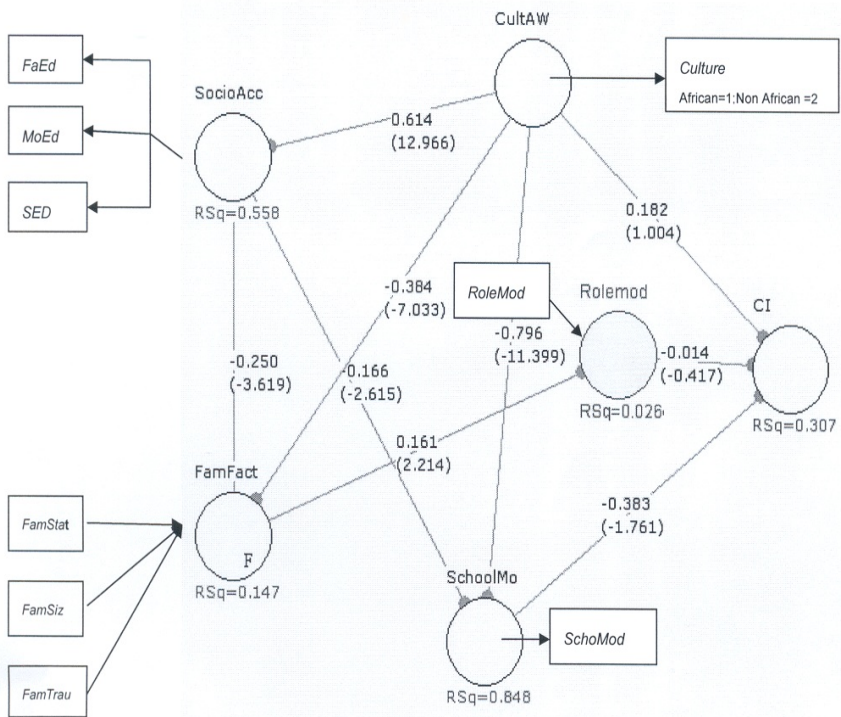 CultAW
FaEd
Culture
African=1:Non African =2
SocioAcc
0.614
(12.966)
MoEd
SED
RSq=0.558
0.182
(1.004)
-0.384
(-7.033)
RoleMod
Rolemod
CI
-0.796
(-11.399)
-0.014
(-0.417)
-0.250
(-3.619)
-0.166
(-2.615)
RSq=0.026
RSq=0.307
0.161
(2.214)
FamFact
FamStat
-0.383
(-1.761)
F
SchoolMo
RSq=0.147
FamSiz
SchoMod
FamTrau
RSq=0.848